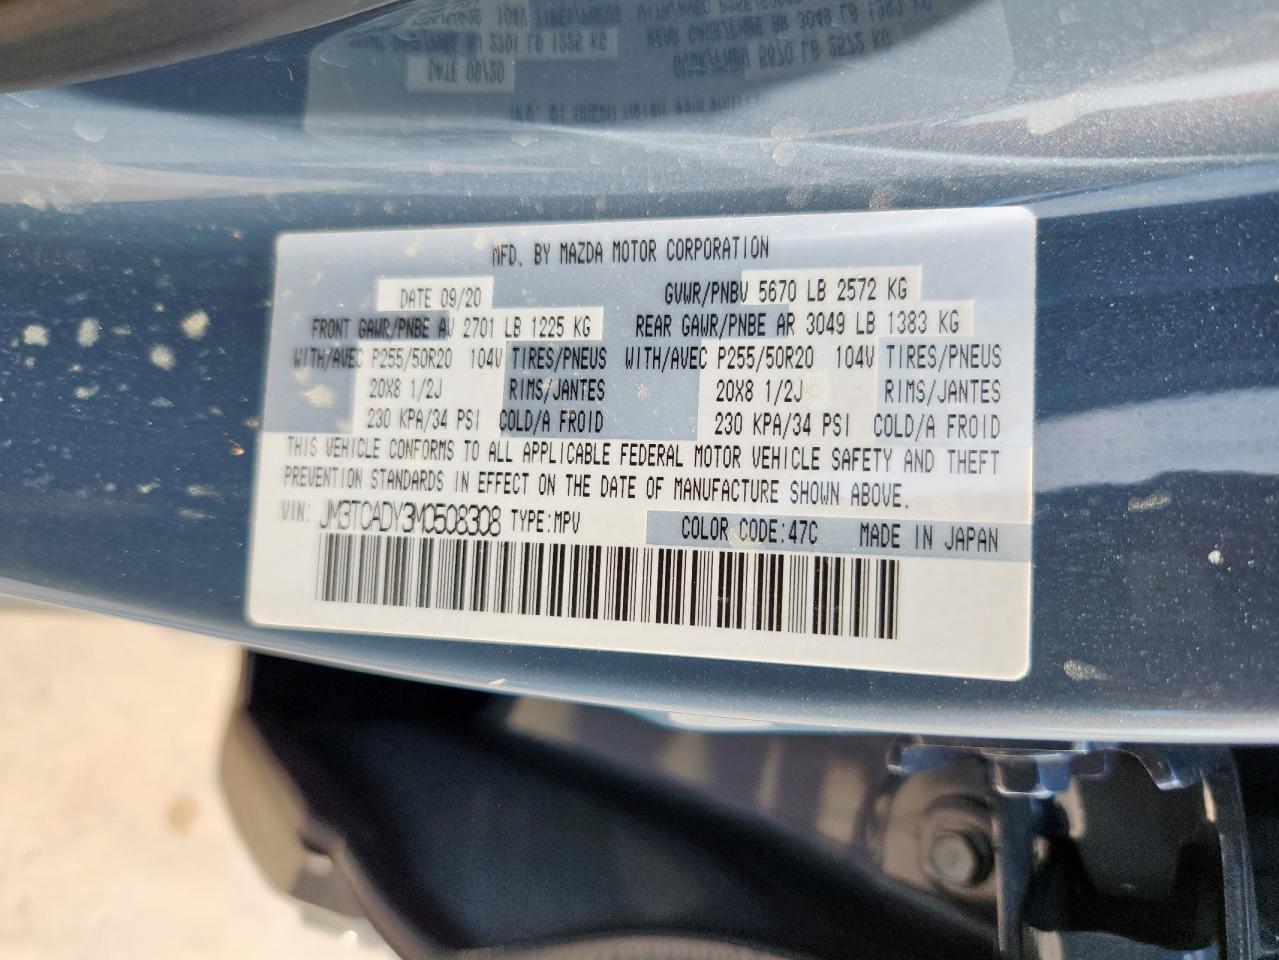 MFD. BY MAZDA MOTOR CORPORATION
DATE 09/20 GVWR/PNBV 5670 LB 2572 KG
FRONT GAWR/PNBE AV 2701 LB 1225 KG REAR GAWR/PNBE AR 3049 LB 1383 KG
WITH/AVEC P255/50R20 104V TIRES/PNEUS WITH/AVEC P255/50R20 104V TIRES/PNEUS
20X8 1/2J RIMS/JANTES 20X8 1/2J RIMS/JANTES
230 KPA/34 PSI COLD/A FROID 230 KPA/34 PSI COLD/A FROID
THIS VEHICLE CONFORMS TO ALL APPLICABLE FEDERAL MOTOR VEHICLE SAFETY AND THEFT
PREVENTION STANDARDS IN EFFECT ON THE DATE OF MANUFACTURE SHOWN ABOVE.
VIN: JM3TCADY3M0508308 TYPE:MPV COLOR CODE:47C MADE IN JAPAN